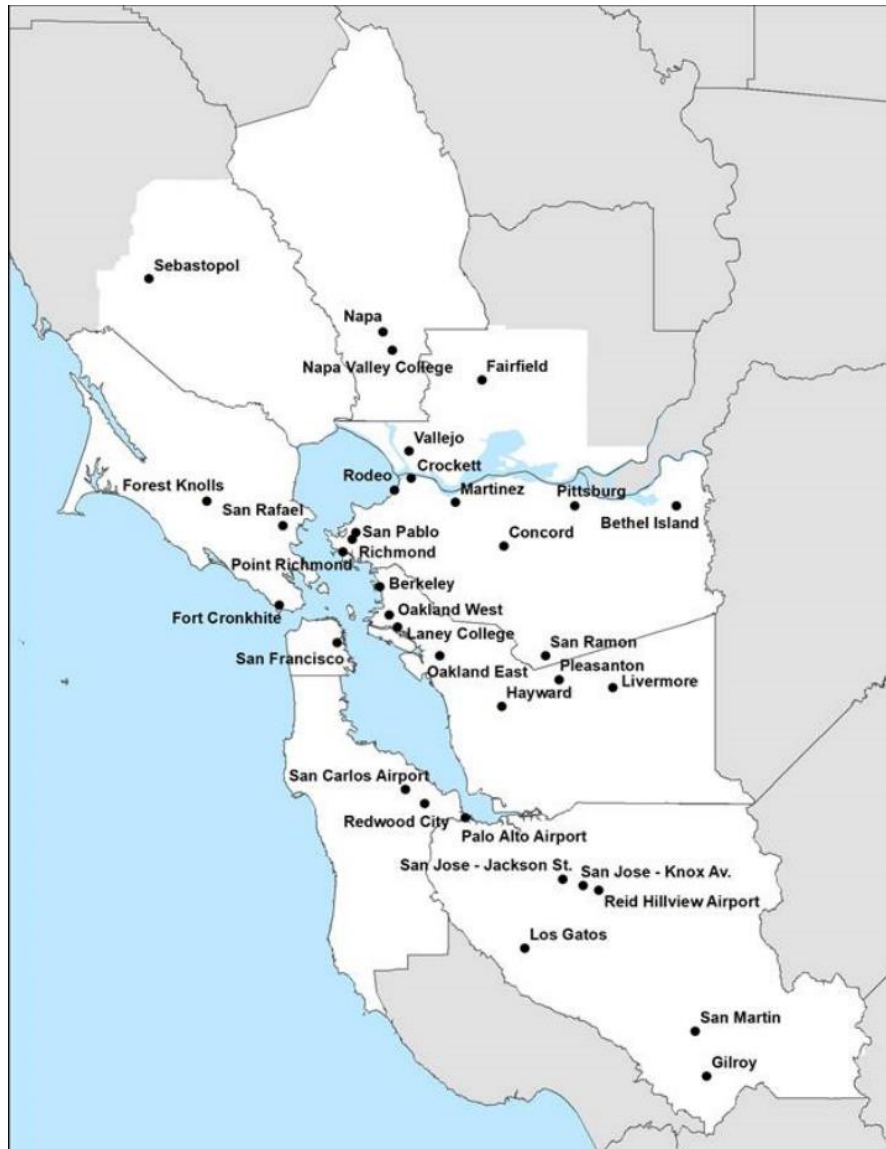 Sebastopol
Napa
Napa Valley College
Fairfield
Vallejo
Crockett
Rodeo
Martinez
Pittsburg
Forest Knolls
San Rafael
Bethel Island
San Pablo
Concord
Richmond
Point Richmond
Berkeley
Fort Cronkhite
Oakland West
Laney College
San Francisco
San Ramon
Oakland East
Pleasanton
Livermore
Hayward
San Carlos Airport
Redwood City
Palo Alto Airport
San Jose - Jackson St.
San Jose - Knox Av.
Reid Hillview Airport
Los Gatos
San Martin
Gilroy